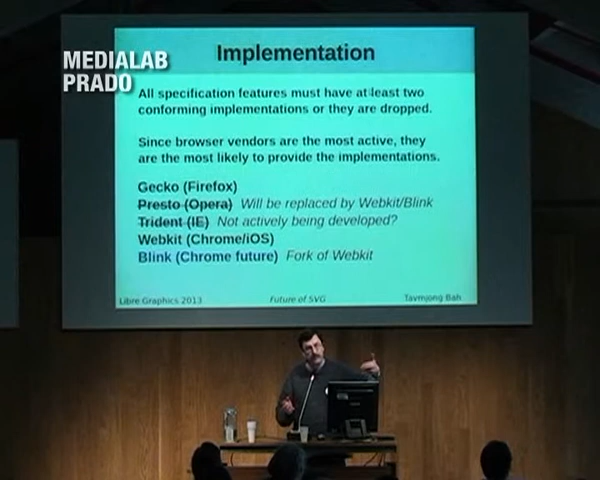 MEDIALAB
PRADO
Implementation
All specification features must have at least two
conforming implementations or they are dropped.
Since browser vendors are the most active, they
are the most likely to provide the implementations.
Gecko (Firefox)
Presto (Opera) Will be replaced by Webkit/Blink
Trident (IE) Not actively being developed?
Webkit (Chrome/iOS)
Blink (Chrome future) Fork of Webkit
Libre Graphics 2013 Future of SVG Tavmjong Bah